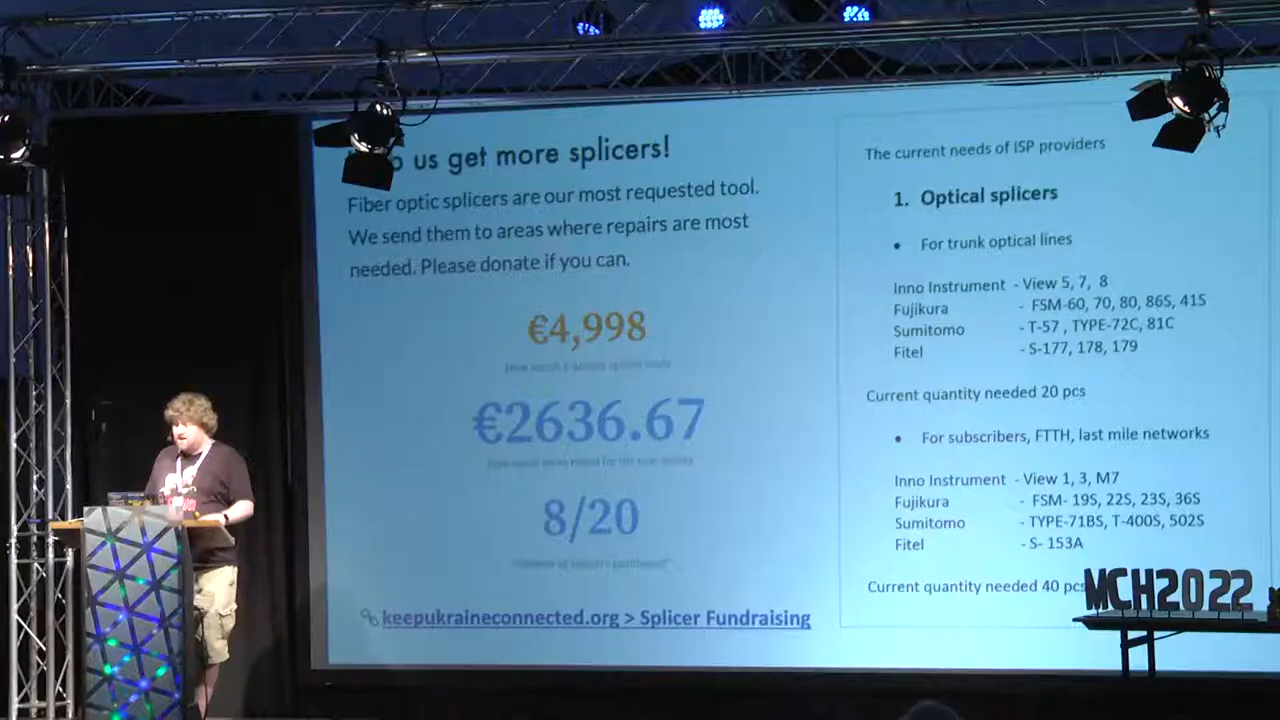 us get more splicers!
Fiber optic splicers are our most requested tool.
We send them to areas where repairs are most
needed. Please donate if you can.
€4,998
€2636.67
8/20
keepukraineconnected.org > Splicer Fundraising
The current needs of ISP providers
1. Optical splicers
• For trunk optical lines
Inno Instrument - View 5, 7, 8
Fujikura - FSM-60, 70, 80, 86S, 41S
Sumitomo - T-57 , TYPE-72C, 81C
Fitel - S-177, 178, 179
Current quantity needed 20 pcs
• For subscribers, FTTH, last mile networks
Inno Instrument - View 1, 3, M7
Fujikura - FSM- 19S, 22S, 23S, 36S
Sumitomo - TYPE-71BS, T-400S, 502S
Fitel - S- 153A
Current quantity needed 40 pcs
MCH2022